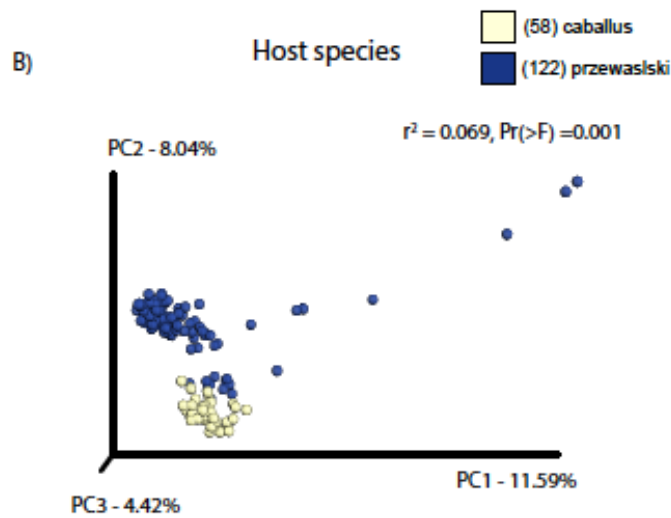 (58) caballus
B)
Host species
(122) przewaslski
r² = 0.069, Pr(>F) =0.001
PC2 - 8.04%
PC1 - 11.59%
PC3 - 4.42%